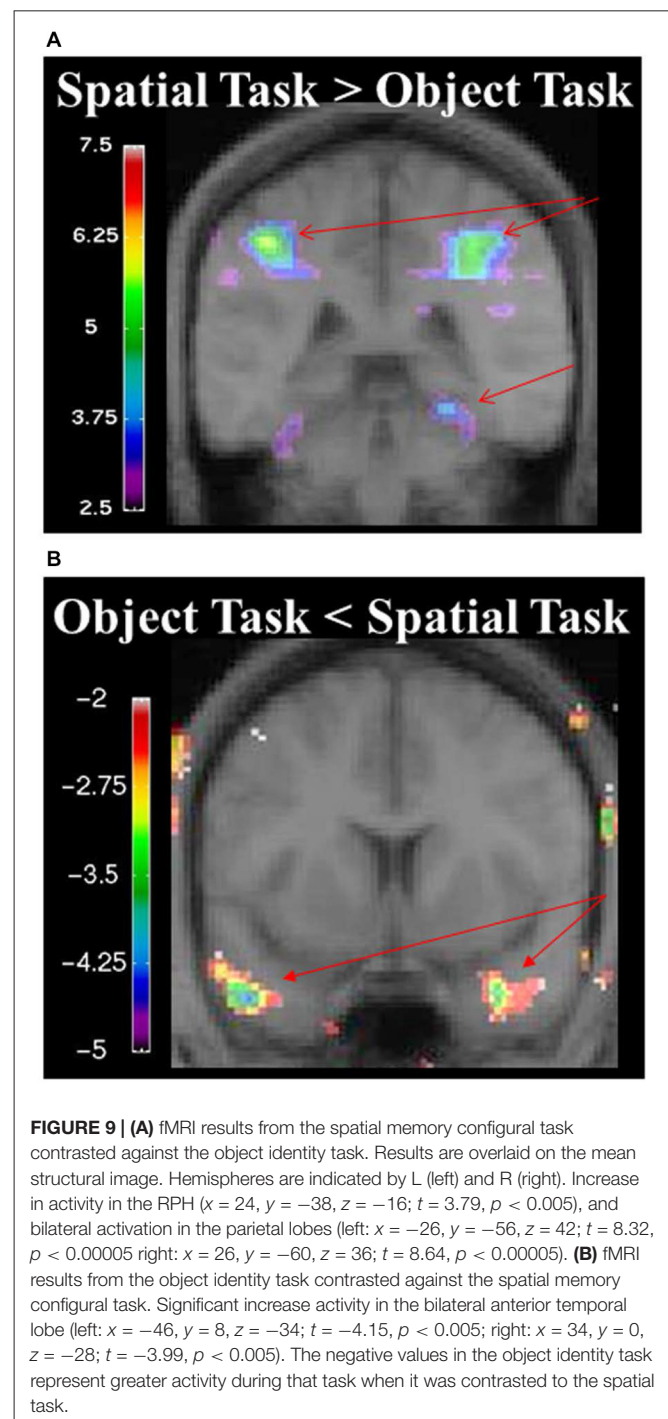 A
Spatial Task > Object Task
7.5
6.25
5
3.75
2.5
B
Object Task < Spatial Task
−2
−2.75
−3.5
−4.25
−5
FIGURE 9 | (A) fMRI results from the spatial memory configural task
contrasted against the object identity task. Results are overlaid on the mean
structural image. Hemispheres are indicated by L (left) and R (right). Increase
in activity in the RPH (x = 24, y = −38, z = −16; t = 3.79, p < 0.005), and
bilateral activation in the parietal lobes (left: x = −26, y = −56, z = 42; t = 8.32,
p < 0.00005 right: x = 26, y = −60, z = 36; t = 8.64, p < 0.00005). (B) fMRI
results from the object identity task contrasted against the spatial memory
configural task. Significant increase activity in the bilateral anterior temporal
lobe (left: x = −46, y = 8, z = −34; t = −4.15, p < 0.005; right: x = 34, y = 0,
z = −28; t = −3.99, p < 0.005). The negative values in the object identity task
represent greater activity during that task when it was contrasted to the spatial
task.